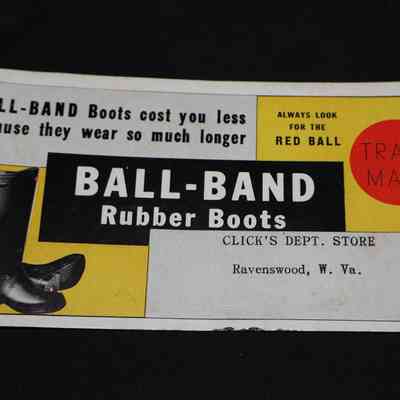 LL-BAND Boots cost you less
ause they wear so much longer
ALWAYS LOOK
FOR THE
RED BALL
TRA
MA
BALL-BAND
Rubber Boots
CLICK'S DEPT. STORE
Ravenswood, W. Va.